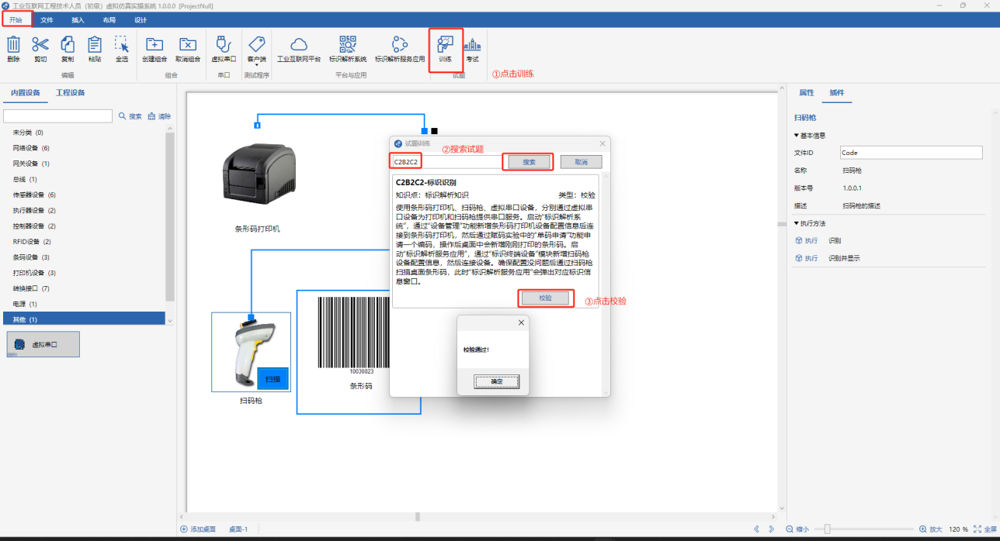 工业互联网工程技术人员（初级）虚拟仿真实操系统 1.0.0.0 [ProjectNull]
开始 文件 插入 布局 设计
删除 剪切 复制 粘贴 全选 创建组合 取消组合 虚拟串口 客户端 工业互联网平台 标识解析系统 标识解析服务应用 训练 考试
编辑 组合 串口 测试程序 平台与应用 试题
①点击训练
内置设备 工程设备
搜索 清除
未分类 (0)
网络设备 (6)
网关设备 (1)
总线 (1)
传感器设备 (6)
执行器设备 (2)
控制器设备 (2)
RFID设备 (2)
条码设备 (3)
打印机设备 (3)
转换接口 (7)
电源 (1)
其他 (1)
虚拟串口
条形码打印机
扫描
扫码枪
10030023
条形码
试题训练
②搜索试题
C2B2C2 搜索 取消
C2B2C2-标识识别
知识点：标识解析知识 类型：校验
使用条形码打印机、扫码枪、虚拟串口设备，分别通过虚拟串
口设备为打印机和扫码枪提供串口服务。启动“标识解析系
统”，通过“设备管理”功能新增条形码打印机设备配置信息后连
接到条形码打印机，然后通过赋码实验中的“单码申请”功能申
请一个编码，操作后桌面中会新增刚刚打印的条形码。启
动“标识解析服务应用”，通过“标识终端设备”模块新增扫码枪
设备配置信息，然后连接设备。确保配置没问题后通过扫码枪
扫描桌面条形码，此时“标识解析服务应用”会弹出对应标识信
息窗口。
校验
③点击校验
校验通过！
确定
属性 插件
扫码枪
▼基本信息
文件ID Code
名称 扫码枪
版本号 1.0.0.1
描述 扫码枪的描述
▼执行方法
执行 识别
执行 识别并显示
添加桌面 桌面-1
缩小 放大 120 % 全屏